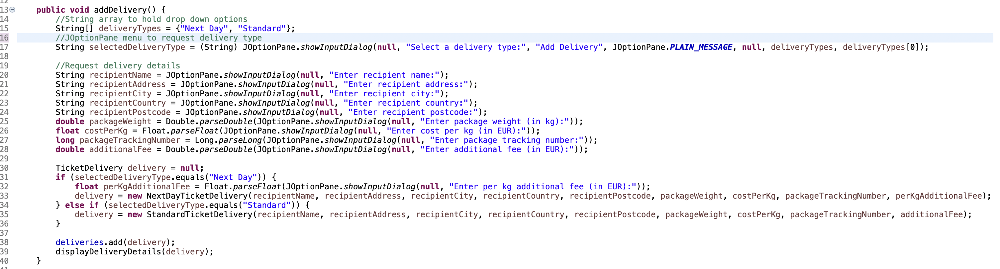 12
13 public void addDelivery() {
14 //String array to hold drop down options
15 String[] deliveryTypes = {"Next Day", "Standard"};
16 //JOptionPane menu to request delivery type
17 String selectedDeliveryType = (String) JOptionPane.showInputDialog(null, "Select a delivery type:", "Add Delivery", JOptionPane.PLAIN_MESSAGE, null, deliveryTypes, deliveryTypes[0]);
18
19 //Request delivery details
20 String recipientName = JOptionPane.showInputDialog(null, "Enter recipient name:");
21 String recipientAddress = JOptionPane.showInputDialog(null, "Enter recipient address:");
22 String recipientCity = JOptionPane.showInputDialog(null, "Enter recipient city:");
23 String recipientCountry = JOptionPane.showInputDialog(null, "Enter recipient country:");
24 String recipientPostcode = JOptionPane.showInputDialog(null, "Enter recipient postcode:");
25 double packageWeight = Double.parseDouble(JOptionPane.showInputDialog(null, "Enter package weight (in kg):"));
26 float costPerKg = Float.parseFloat(JOptionPane.showInputDialog(null, "Enter cost per kg (in EUR):"));
27 long packageTrackingNumber = Long.parseLong(JOptionPane.showInputDialog(null, "Enter package tracking number:"));
28 double additionalFee = Double.parseDouble(JOptionPane.showInputDialog(null, "Enter additional fee (in EUR):"));
29
30 TicketDelivery delivery = null;
31 if (selectedDeliveryType.equals("Next Day")) {
32 float perKgAdditionalFee = Float.parseFloat(JOptionPane.showInputDialog(null, "Enter per kg additional fee (in EUR):"));
33 delivery = new NextDayTicketDelivery(recipientName, recipientAddress, recipientCity, recipientCountry, recipientPostcode, packageWeight, costPerKg, packageTrackingNumber, perKgAdditionalFee);
34 } else if (selectedDeliveryType.equals("Standard")) {
35 delivery = new StandardTicketDelivery(recipientName, recipientAddress, recipientCity, recipientCountry, recipientPostcode, packageWeight, costPerKg, packageTrackingNumber, additionalFee);
36 }
37
38 deliveries.add(delivery);
39 displayDeliveryDetails(delivery);
40 }
41